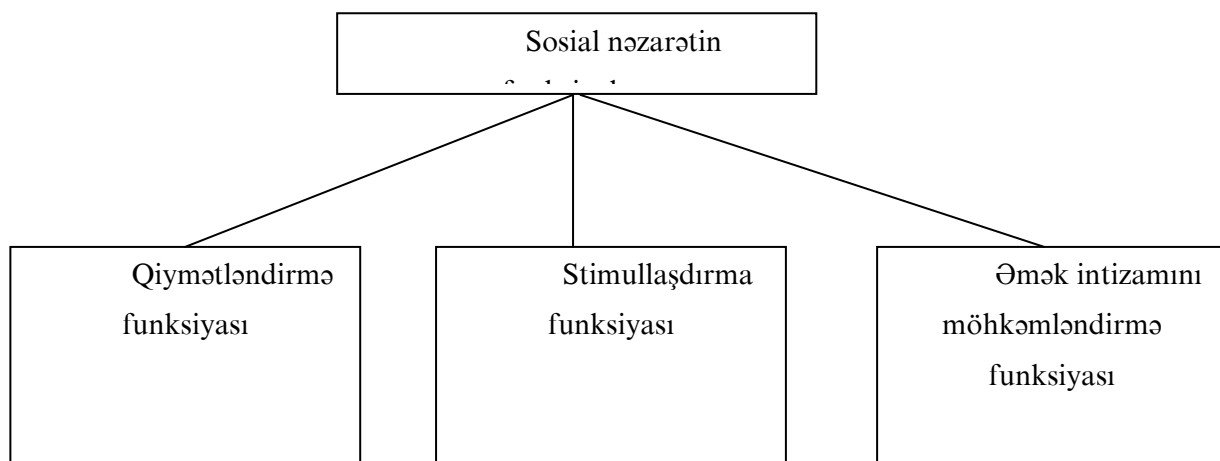 Sosial nəzarətin
Qiymətləndirmə
funksiyası
Stimullaşdırma
funksiyası
Əmək intizamını
möhkəmləndirmə
funksiyası